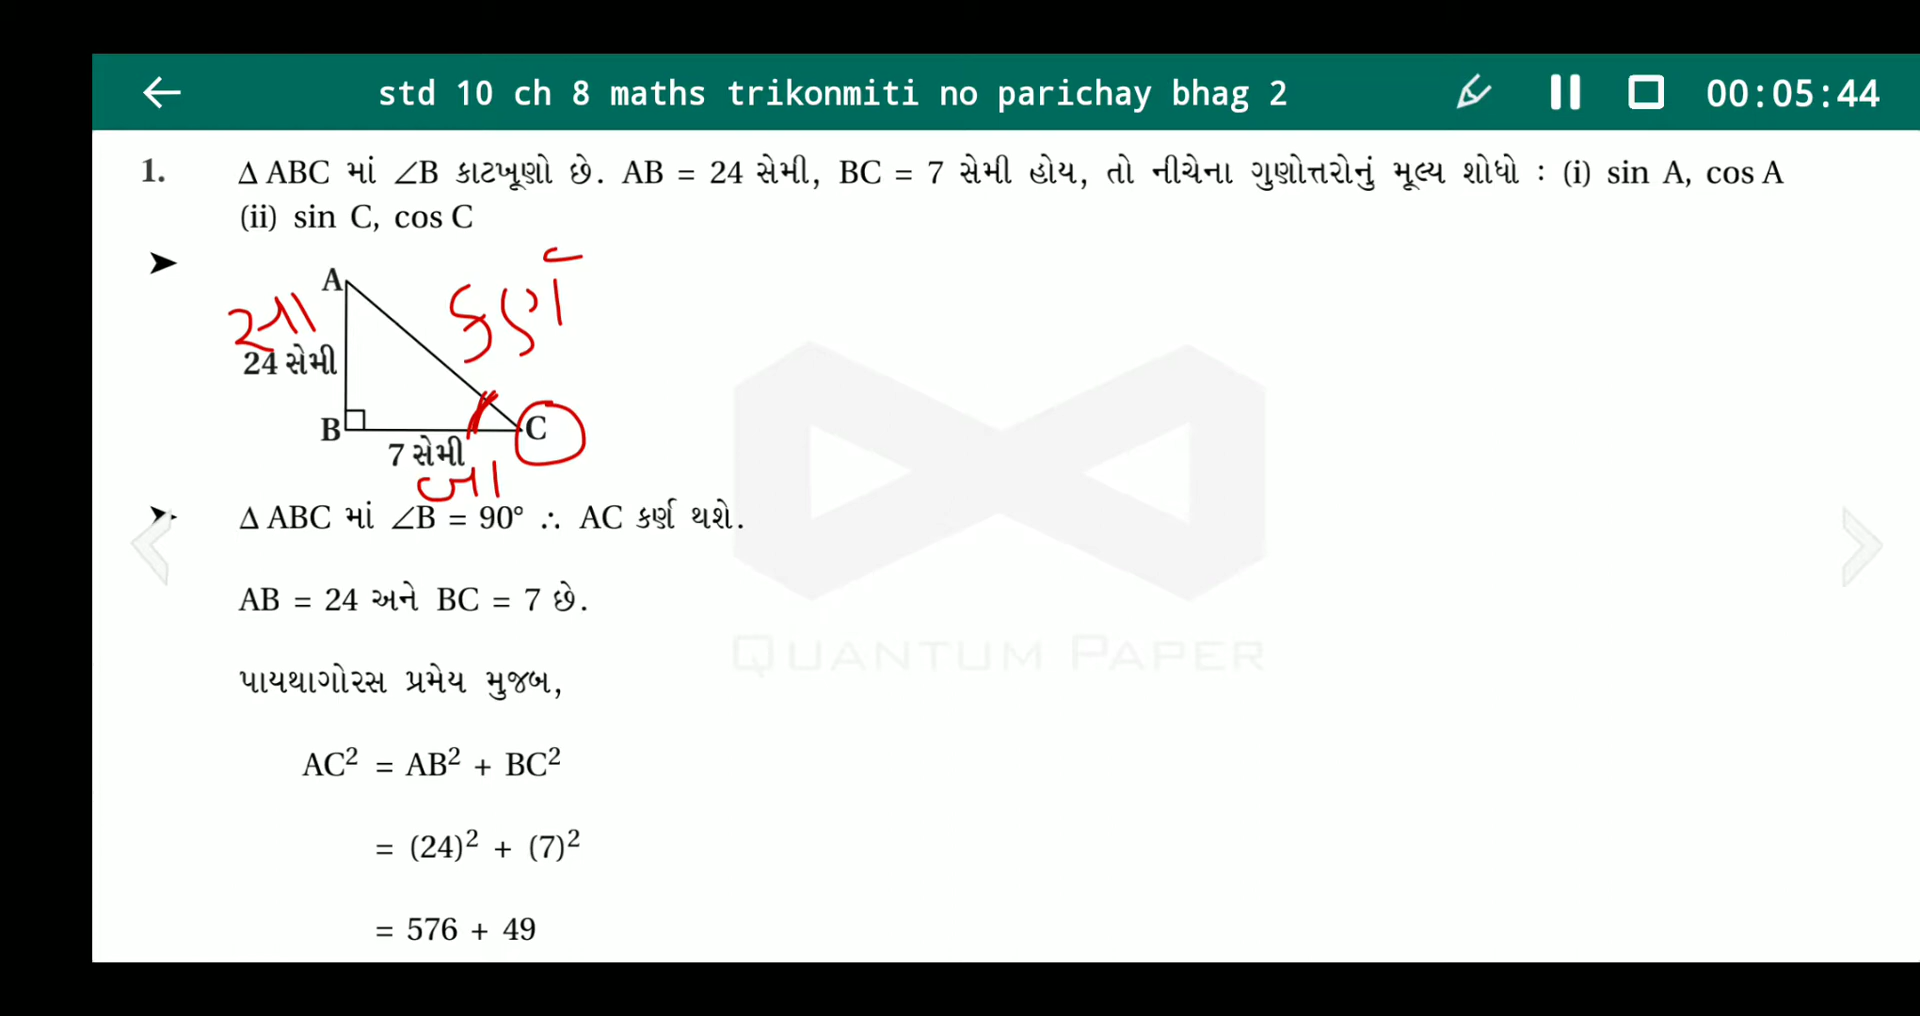 std 10 ch 8 maths trikonmiti no parichay bhag 2 00:05:44
1. Δ ABC માં ∠B કાટખૂણો છે. AB = 24 સેમી, BC = 7 સેમી હોય, તો નીચેના ગુણોત્તરોનું મૂલ્ય શોધો : (i) sin A, cos A
(ii) sin C, cos C
A
સા
કર્ણ
24 સેમી
B
C
7 સેમી
બા
Δ ABC માં ∠B = 90° ∴ AC કર્ણ થશે.
AB = 24 અને BC = 7 છે.
પાયથાગોરસ પ્રમેય મુજબ,
AC² = AB² + BC²
= (24)² + (7)²
= 576 + 49
QUANTUM PAPER